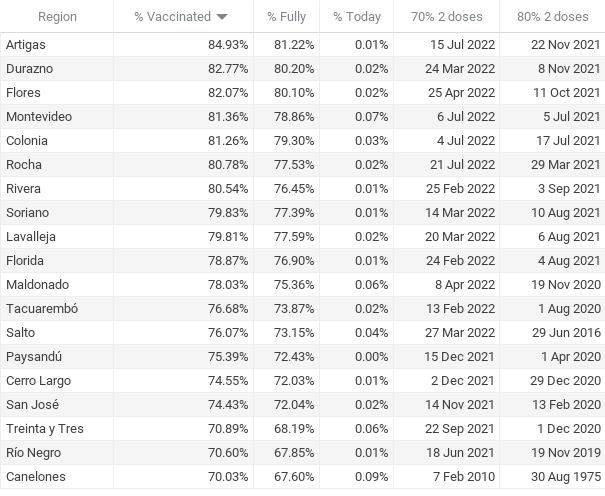 Region % Vaccinated % Fully % Today 70% 2 doses 80% 2 doses
Artigas 84.93% 81.22% 0.01% 15 Jul 2022 22 Nov 2021
Durazno 82.77% 80.20% 0.02% 24 Mar 2022 8 Nov 2021
Flores 82.07% 80.10% 0.02% 25 Apr 2022 11 Oct 2021
Montevideo 81.36% 78.86% 0.07% 6 Jul 2022 5 Jul 2021
Colonia 81.26% 79.30% 0.03% 4 Jul 2022 17 Jul 2021
Rocha 80.78% 77.53% 0.02% 21 Jul 2022 29 Mar 2021
Rivera 80.54% 76.45% 0.01% 25 Feb 2022 3 Sep 2021
Soriano 79.83% 77.39% 0.01% 14 Mar 2022 10 Aug 2021
Lavalleja 79.81% 77.59% 0.02% 20 Mar 2022 6 Aug 2021
Florida 78.87% 76.90% 0.01% 24 Feb 2022 4 Aug 2021
Maldonado 78.03% 75.36% 0.06% 8 Apr 2022 19 Nov 2020
Tacuarembó 76.68% 73.87% 0.02% 13 Feb 2022 1 Aug 2020
Salto 76.07% 73.15% 0.04% 27 Mar 2022 29 Jun 2016
Paysandú 75.39% 72.43% 0.00% 15 Dec 2021 1 Apr 2020
Cerro Largo 74.55% 72.03% 0.01% 2 Dec 2021 29 Dec 2020
San José 74.43% 72.04% 0.02% 14 Nov 2021 13 Feb 2020
Treinta y Tres 70.89% 68.19% 0.06% 22 Sep 2021 1 Dec 2020
Río Negro 70.60% 67.85% 0.01% 18 Jun 2021 19 Nov 2019
Canelones 70.03% 67.60% 0.09% 7 Feb 2010 30 Aug 1975